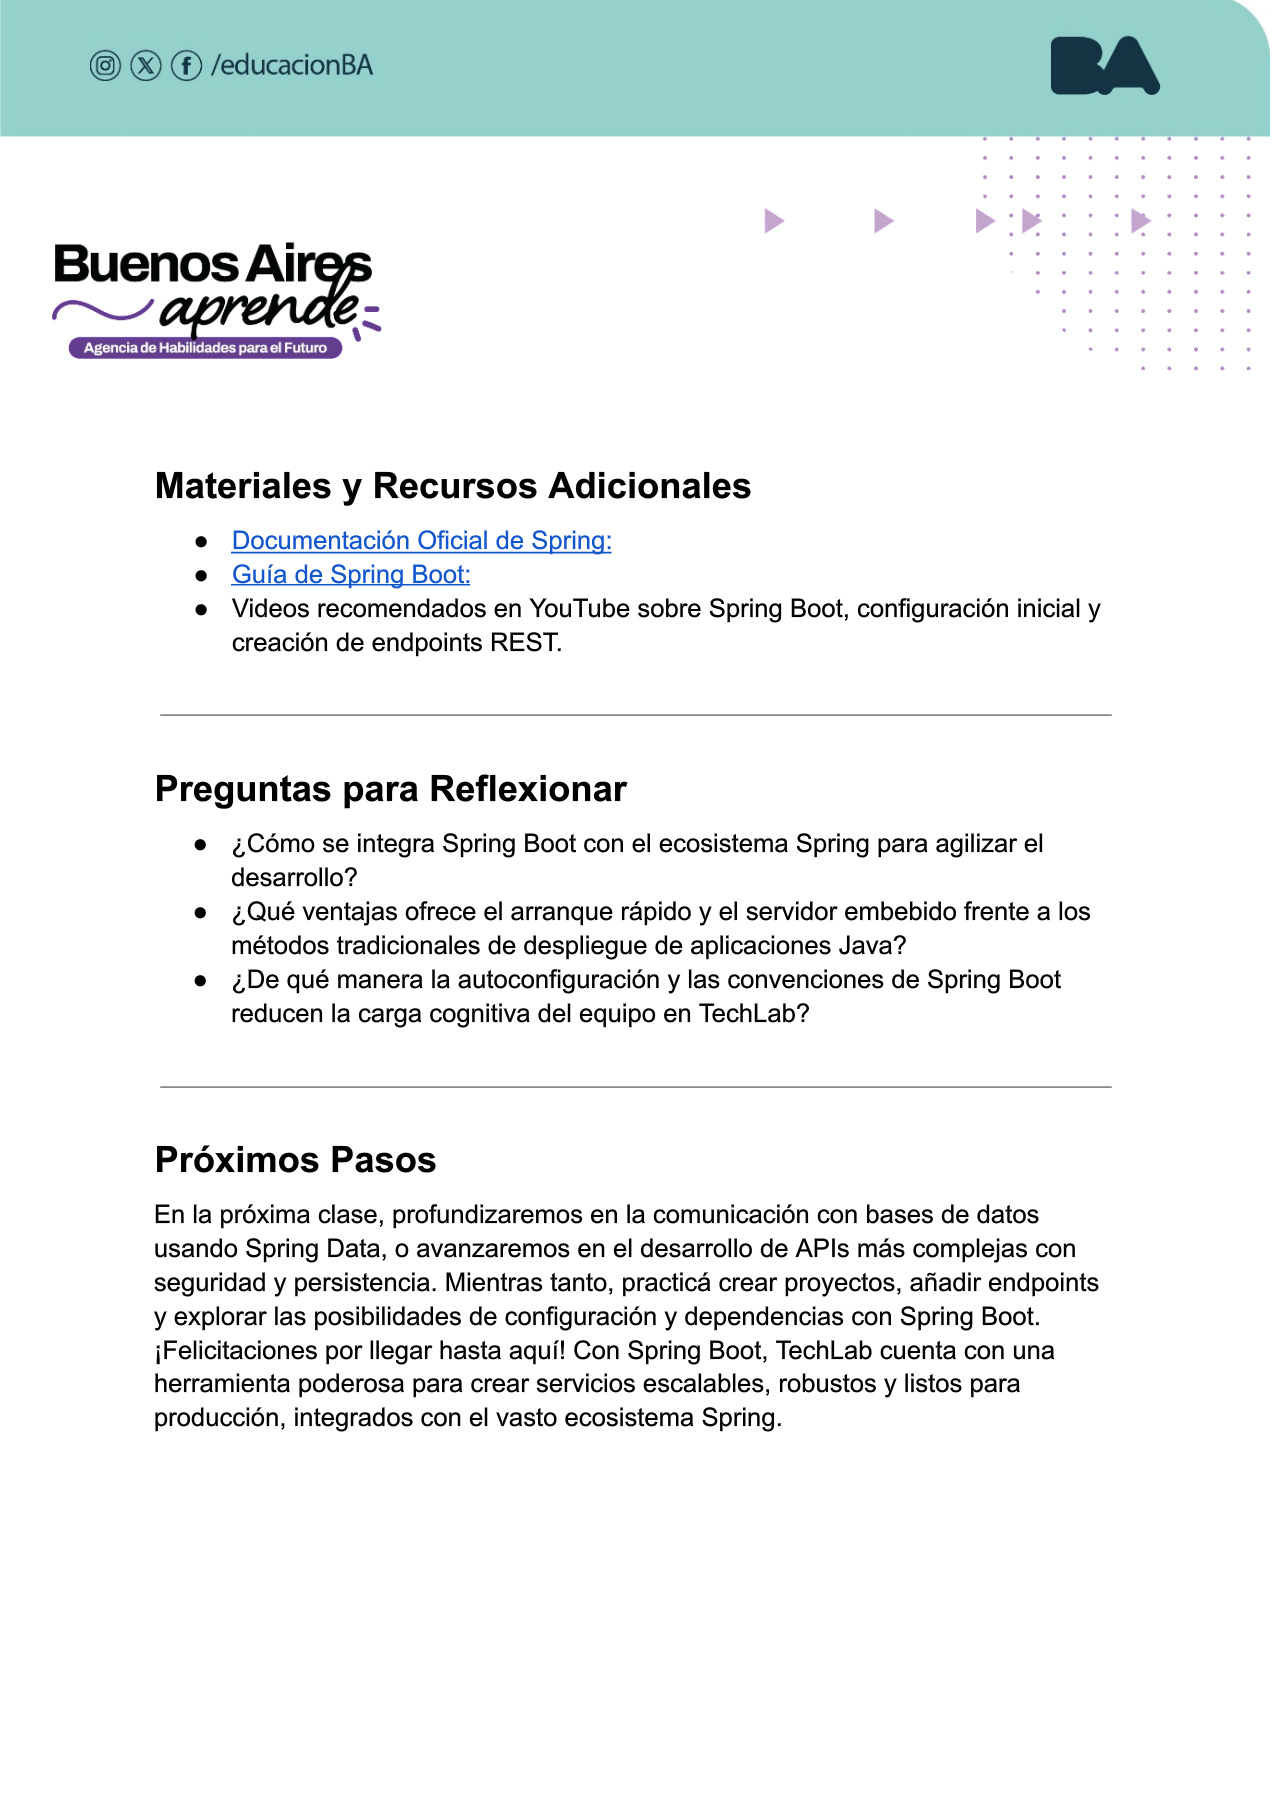 /educacionBA
BA
Buenos Aires
aprende
Agencia de Habilidades para el Futuro
Materiales y Recursos Adicionales
● Documentación Oficial de Spring:
● Guía de Spring Boot:
● Videos recomendados en YouTube sobre Spring Boot, configuración inicial y
creación de endpoints REST.
Preguntas para Reflexionar
● ¿Cómo se integra Spring Boot con el ecosistema Spring para agilizar el
desarrollo?
● ¿Qué ventajas ofrece el arranque rápido y el servidor embebido frente a los
métodos tradicionales de despliegue de aplicaciones Java?
● ¿De qué manera la autoconfiguración y las convenciones de Spring Boot
reducen la carga cognitiva del equipo en TechLab?
Próximos Pasos
En la próxima clase, profundizaremos en la comunicación con bases de datos
usando Spring Data, o avanzaremos en el desarrollo de APIs más complejas con
seguridad y persistencia. Mientras tanto, practicá crear proyectos, añadir endpoints
y explorar las posibilidades de configuración y dependencias con Spring Boot.
¡Felicitaciones por llegar hasta aquí! Con Spring Boot, TechLab cuenta con una
herramienta poderosa para crear servicios escalables, robustos y listos para
producción, integrados con el vasto ecosistema Spring.